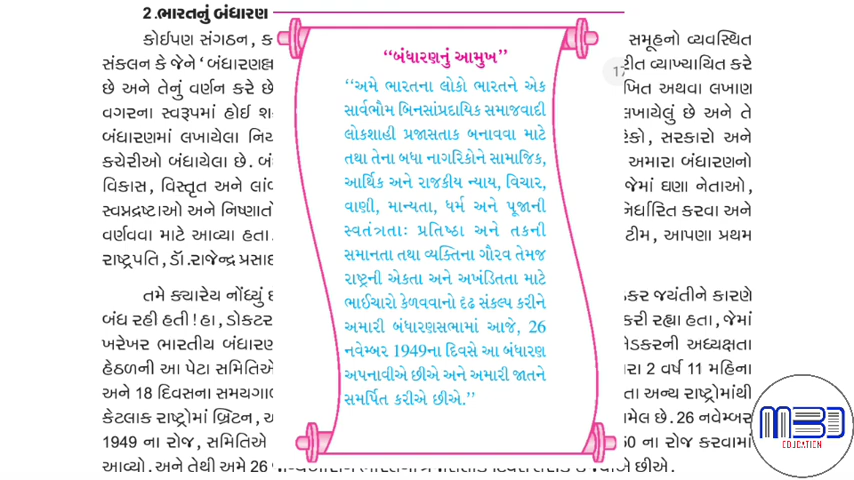 2.ભારતનું બંધારણ
કોઈપણ સંગઠન, ક
સંકલન કે જેને ‘બંધારણ
છે અને તેનું વર્ણન કરે છે
વગરના સ્વરૂપમાં હોઈ શ
બંધારણમાં લખાયેલા નિય
કચેરીઓ બંધાયેલા છે. બં
વિકાસ, વિસ્તૃત અને લાંબ
સ્વપ્નદ્રષ્ટાઓ અને નિષ્ણાતો
વર્ણવવા માટે આવ્યા હતા.
રાષ્ટ્રપતિ, ડૉ.રાજેન્દ્ર પ્રસાદ
તમે ક્યારેય નોંધ્યું
બંધ રહી હતી! હા, ડોક્ટર
ખરેખર ભારતીય બંધારણ
હેઠળની આ પેટા સમિતિએ
અને 18 દિવસના સમયગા
કેટલાક રાષ્ટ્રોમાં બ્રિટન,
1949 ના રોજ, સમિતિએ
આવ્યો. અને તેથી અમે 26
“બંધારણનું આમુખ”
“અમે ભારતના લોકો ભારતને એક
સાર્વભૌમ બિનસાંપ્રદાયિક સમાજવાદી
લોકશાહી પ્રજાસતાક બનાવવા માટે
તથા તેના બધા નાગરિકોને સામાજિક,
આર્થિક અને રાજકીય ન્યાય, વિચાર,
વાણી, માન્યતા, ધર્મ અને પૂજાની
સ્વતંત્રતાઃ પ્રતિષ્ઠા અને તકની
સમાનતા તથા વ્યક્તિના ગૌરવ તેમજ
રાષ્ટ્રની એકતા અને અખંડિતતા માટે
ભાઈચારો કેળવવાનો દૃઢ સંકલ્પ કરીને
અમારી બંધારણસભામાં આજે, 26
નવેમ્બર 1949ના દિવસે આ બંધારણ
અપનાવીએ છીએ અને અમારી જાતને
સમર્પિત કરીએ છીએ.”
સમૂહનો વ્યવસ્થિત
17
વ્યાખ્યાયિત કરે
ખિત અથવા લખાણ
લખાયેલું છે અને તે
રેકો, સરકારો અને
અમારા બંધારણનો
જેમાં ઘણા નેતાઓ,
નિર્ધારિત કરવા અને
ટીમ, આપણા પ્રથમ
ડકર જયંતીને કારણે
કરી રહ્યા હતા, જેમાં
બેડકરની અધ્યક્ષતા
રા 2 વર્ષ 11 મહિના
તા અન્ય રાષ્ટ્રોમાંથી
મેલ છે. 26 નવેમ્બર
50 ના રોજ કરવામાં
છીએ.
MBD
EDUCATION